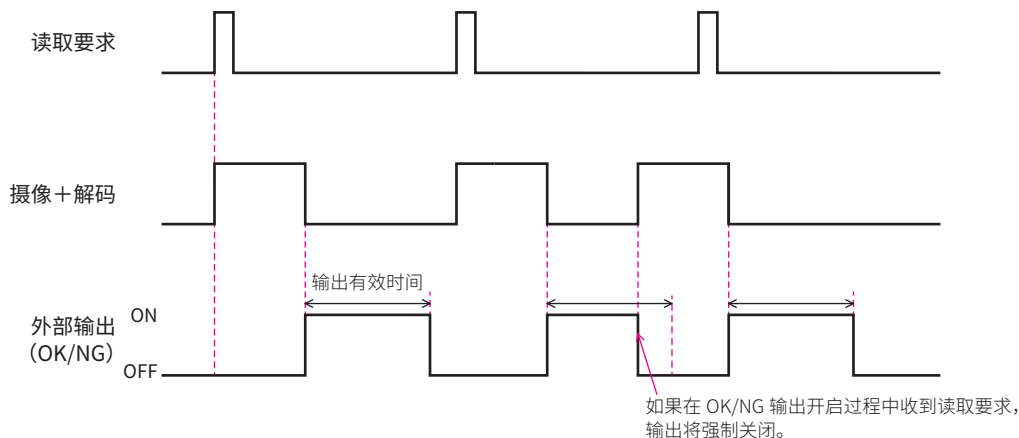 读取要求
摄像＋解码
输出有效时间
外部输出
（OK/NG）
ON
OFF
如果在 OK/NG 输出开启过程中收到读取要求，
输出将强制关闭。